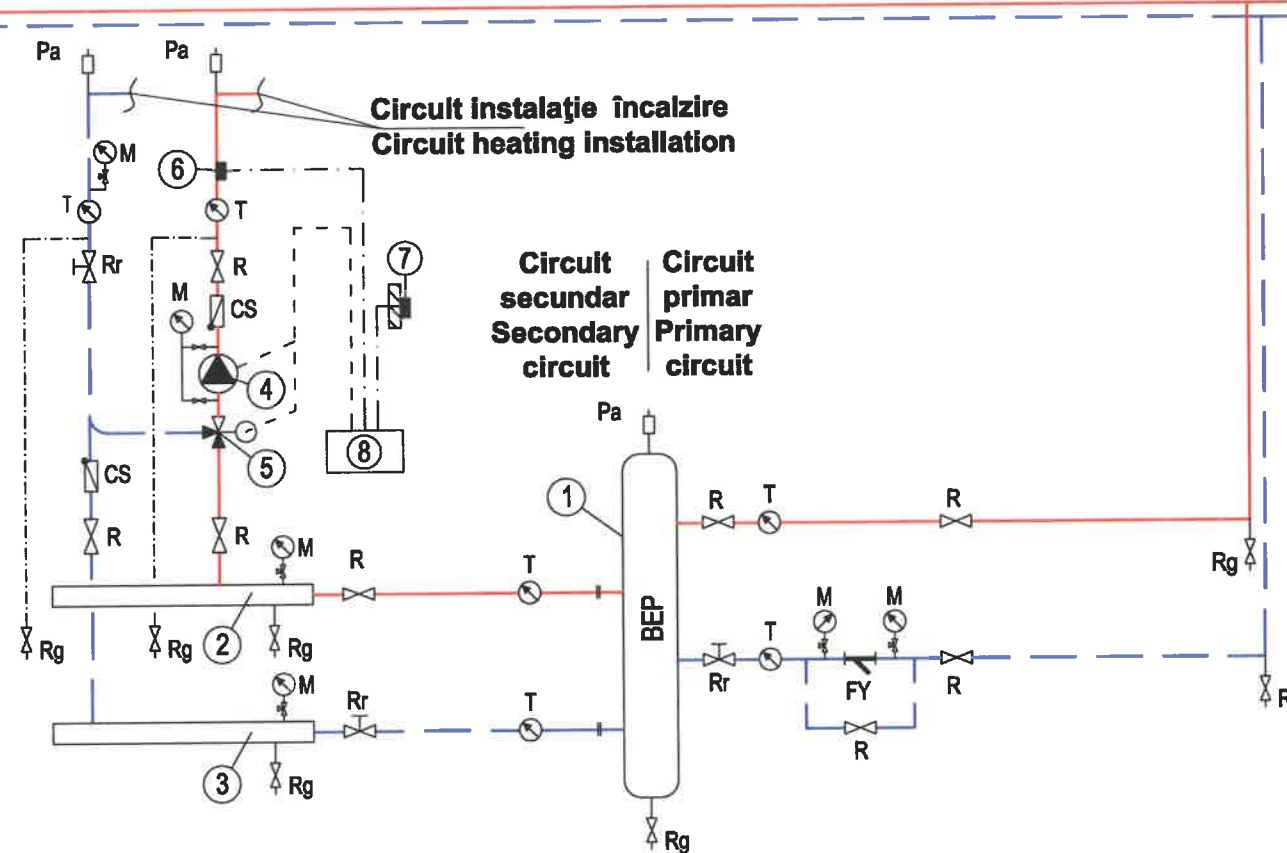 Pa
Pa
Circuit instalaţie încalzire
Circuit heating installation
M
6
T
T
7
Rr
R
Circuit secundar
Secondary circuit
Circuit primar
Primary circuit
M
CS
4
Pa
8
5
CS
1
R
T
R
R
R
M
R
T
Rg
BEP
M
M
2
T
Rg
Rg
Rg
Rr
FY
R
M
Rr
T
R
R
3
Rg
Rg